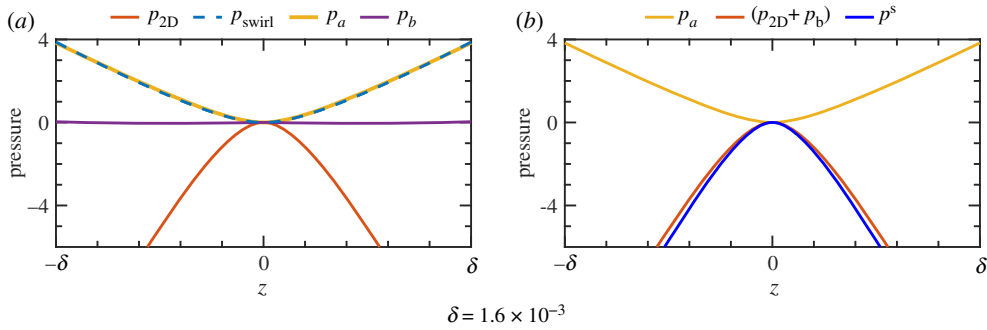 (a) p2D pswirl pa pb
(b) pa (p2D + pb) p^s
4
0
−4
pressure
−δ 0 δ
z
4
0
-4
pressure
−δ 0 δ
z
δ = 1.6 × 10^−3